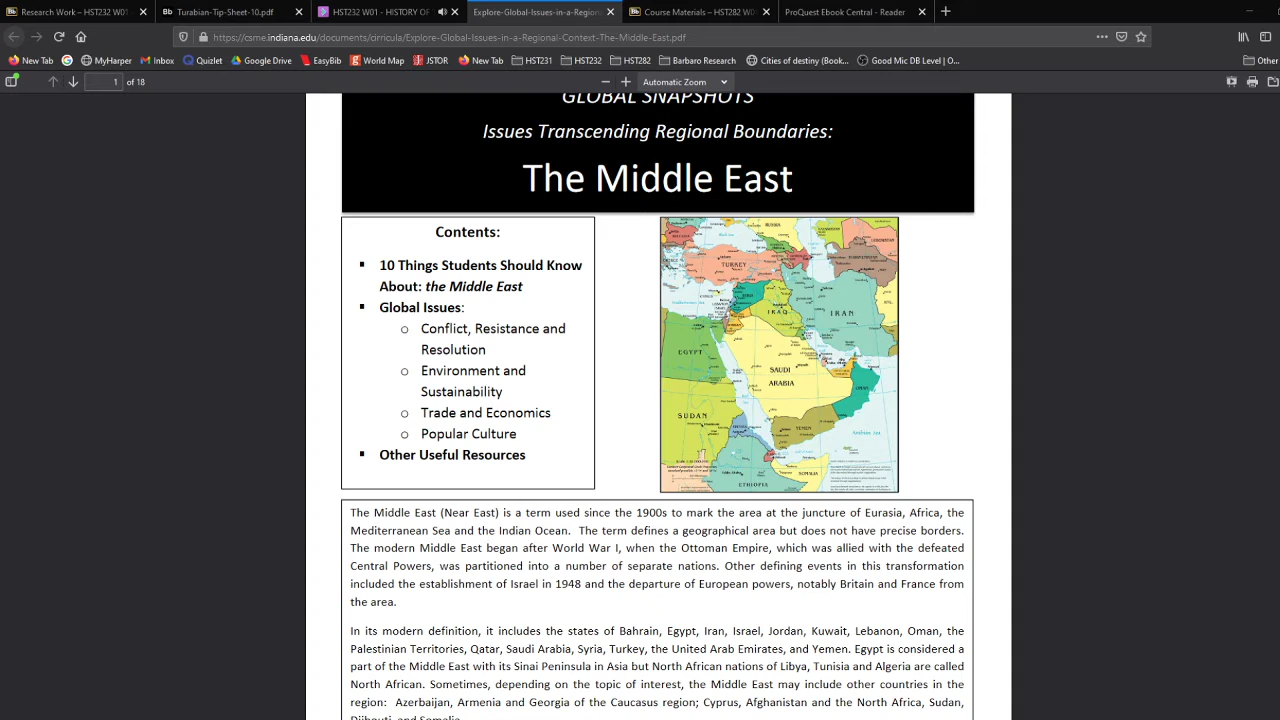 Research Work – HST232 W01
Turabian-Tip-Sheet-10.pdf
HST232 W01 - HISTORY OF
Explore-Global-Issues-in-a-Region
Course Materials – HST282 W0
ProQuest Ebook Central - Reader
https://csme.indiana.edu/documents/cirricula/Explore-Global-Issues-in-a-Regional-Context-The-Middle-East.pdf
New Tab
MyHarper
Inbox
Quizlet
Google Drive
EasyBib
World Map
JSTOR
New Tab
HST231
HST232
HST282
Barbaro Research
Cities of destiny (Book...
Good Mic DB Level | O...
Other
1 of 18
Automatic Zoom
GLOBAL SNAPSHOTS
Issues Transcending Regional Boundaries:
The Middle East
Contents:
▪ 10 Things Students Should Know
About: the Middle East
▪ Global Issues:
o Conflict, Resistance and
Resolution
o Environment and
Sustainability
o Trade and Economics
o Popular Culture
▪ Other Useful Resources
TURKEY
IRAQ
IRAN
EGYPT
SAUDI
ARABIA
OMAN
SUDAN
YEMEN
Arabian Sea
SOMALIA
ETHIOPIA
The Middle East (Near East) is a term used since the 1900s to mark the area at the juncture of Eurasia, Africa, the
Mediterranean Sea and the Indian Ocean. The term defines a geographical area but does not have precise borders.
The modern Middle East began after World War I, when the Ottoman Empire, which was allied with the defeated
Central Powers, was partitioned into a number of separate nations. Other defining events in this transformation
included the establishment of Israel in 1948 and the departure of European powers, notably Britain and France from
the area.
In its modern definition, it includes the states of Bahrain, Egypt, Iran, Israel, Jordan, Kuwait, Lebanon, Oman, the
Palestinian Territories, Qatar, Saudi Arabia, Syria, Turkey, the United Arab Emirates, and Yemen. Egypt is considered a
part of the Middle East with its Sinai Peninsula in Asia but North African nations of Libya, Tunisia and Algeria are called
North African. Sometimes, depending on the topic of interest, the Middle East may include other countries in the
region: Azerbaijan, Armenia and Georgia of the Caucasus region; Cyprus, Afghanistan and the North Africa, Sudan,
Djibouti, and Somalia.